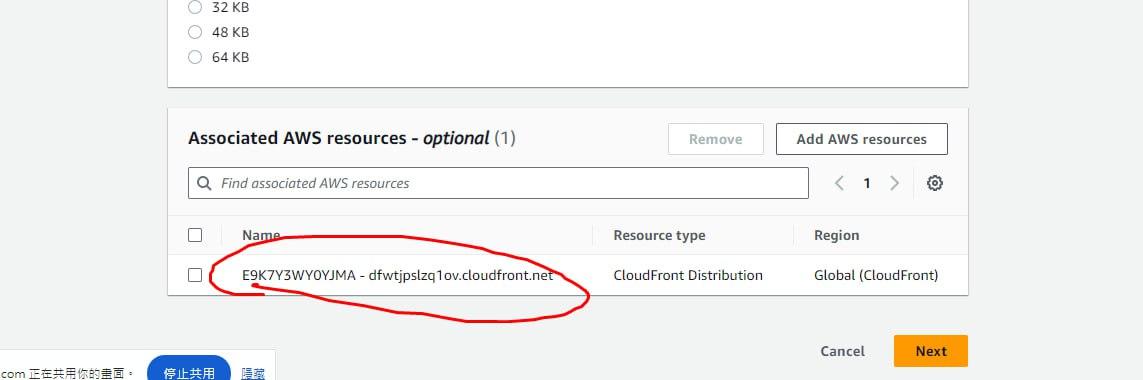 32 KB
48 KB
64 KB
Associated AWS resources - optional (1)
Remove
Add AWS resources
Find associated AWS resources
1
Name
Resource type
Region
E9K7Y3WY0YJMA - dfwtjpslzq1ov.cloudfront.net
CloudFront Distribution
Global (CloudFront)
Cancel
Next
.com 正在共用你的畫面。
停止共用
隱藏